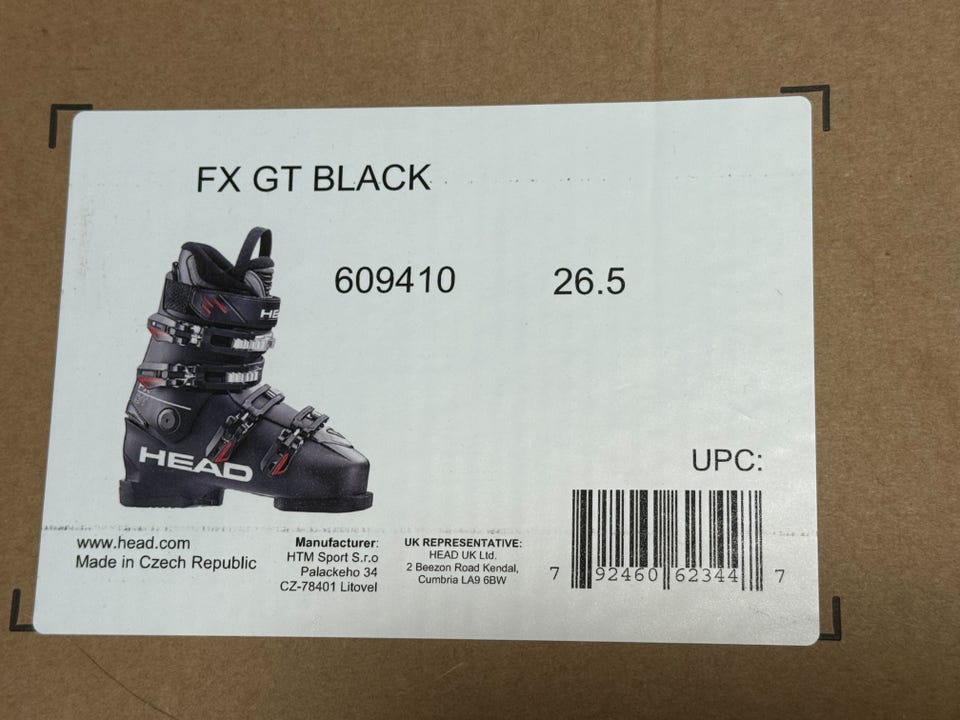 FX GT BLACK
609410 26.5
HEAD
UPC:
www.head.com
Made in Czech Republic
Manufacturer:
HTM Sport S.r.o
Palackeho 34
CZ-78401 Litovel
UK REPRESENTATIVE:
HEAD UK Ltd.
2 Beezon Road Kendal,
Cumbria LA9 6BW
7 92460 62344 7